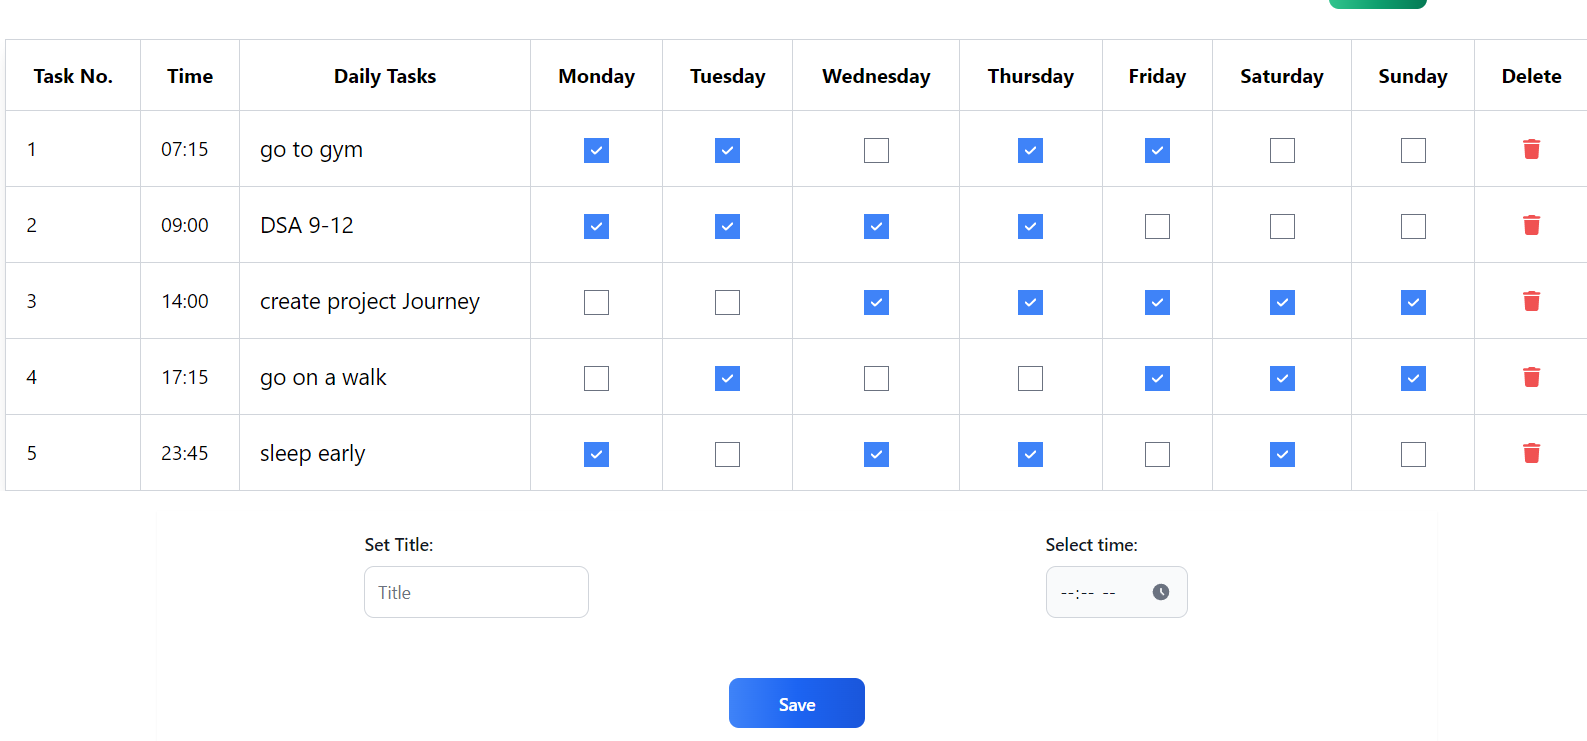 Task No. Time Daily Tasks Monday Tuesday Wednesday Thursday Friday Saturday Sunday Delete
1 07:15 go to gym
2 09:00 DSA 9-12
3 14:00 create project Journey
4 17:15 go on a walk
5 23:45 sleep early
Set Title: Select time:
Title --:-- --
Save